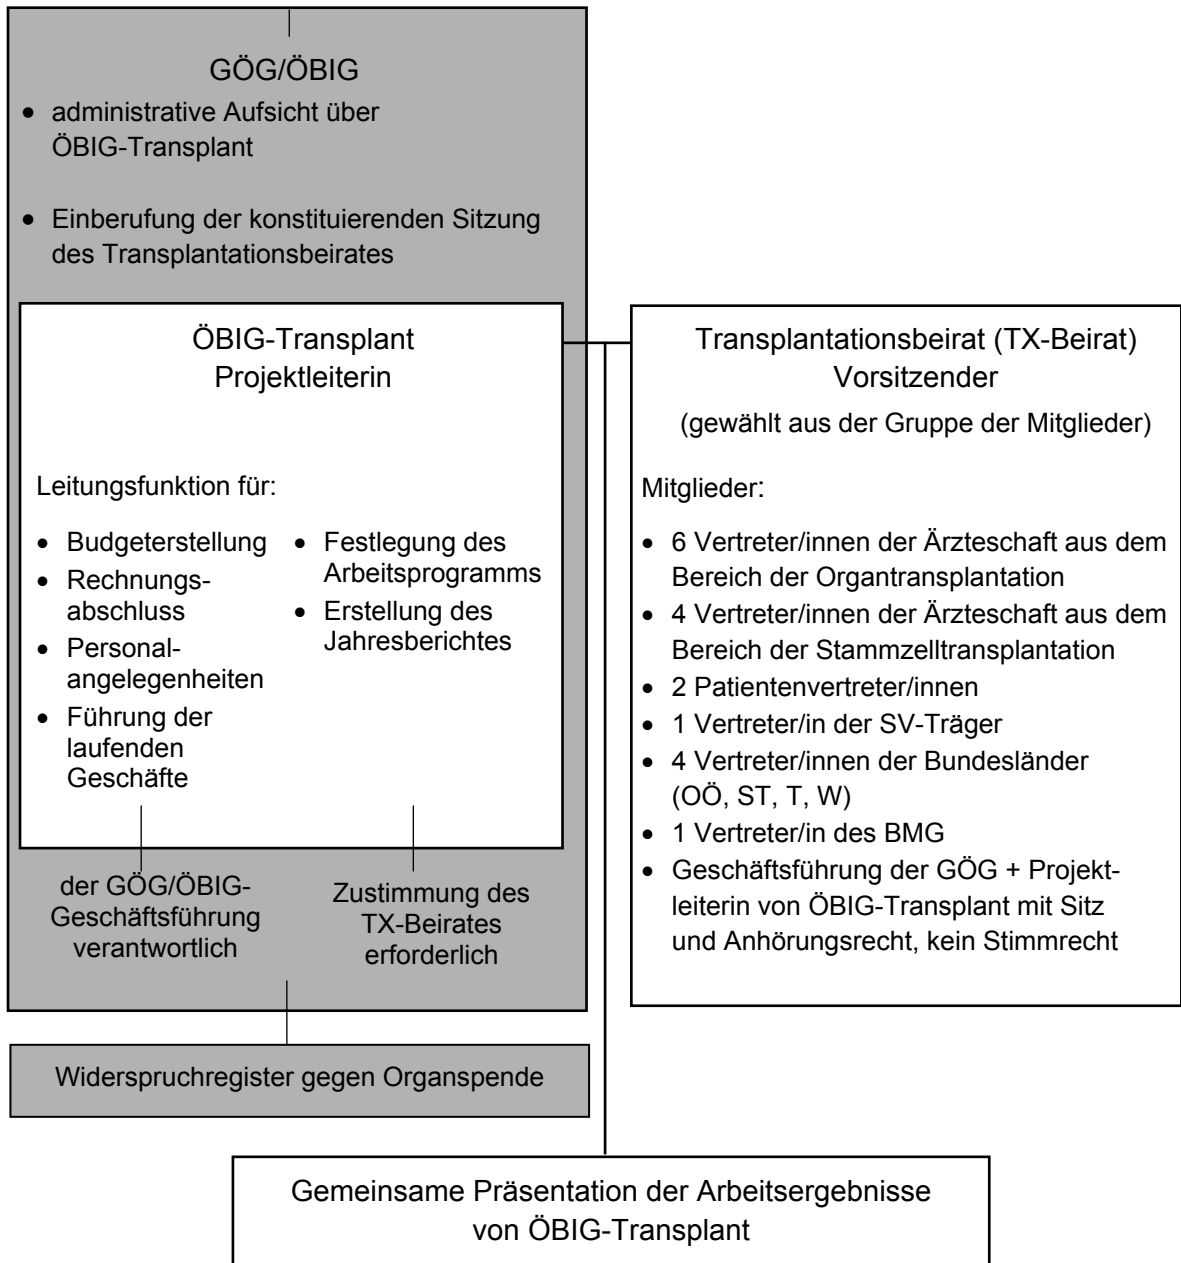 GÖG/ÖBIG
• administrative Aufsicht über
ÖBIG-Transplant
• Einberufung der konstituierenden Sitzung
des Transplantationsbeirates
ÖBIG-Transplant
Projektleiterin
Leitungsfunktion für:
• Budgeterstellung
• Rechnungs-
abschluss
• Personal-
angelegenheiten
• Führung der
laufenden
Geschäfte
• Festlegung des
Arbeitsprogramms
• Erstellung des
Jahresberichtes
der GÖG/ÖBIG-
Geschäftsführung
verantwortlich
Zustimmung des
TX-Beirates
erforderlich
Transplantationsbeirat (TX-Beirat)
Vorsitzender
(gewählt aus der Gruppe der Mitglieder)
Mitglieder:
• 6 Vertreter/innen der Ärzteschaft aus dem
Bereich der Organtransplantation
• 4 Vertreter/innen der Ärzteschaft aus dem
Bereich der Stammzelltransplantation
• 2 Patientenvertreter/innen
• 1 Vertreter/in der SV-Träger
• 4 Vertreter/innen der Bundesländer
(OÖ, ST, T, W)
• 1 Vertreter/in des BMG
• Geschäftsführung der GÖG + Projekt-
leiterin von ÖBIG-Transplant mit Sitz
und Anhörungsrecht, kein Stimmrecht
Widerspruchregister gegen Organspende
Gemeinsame Präsentation der Arbeitsergebnisse
von ÖBIG-Transplant